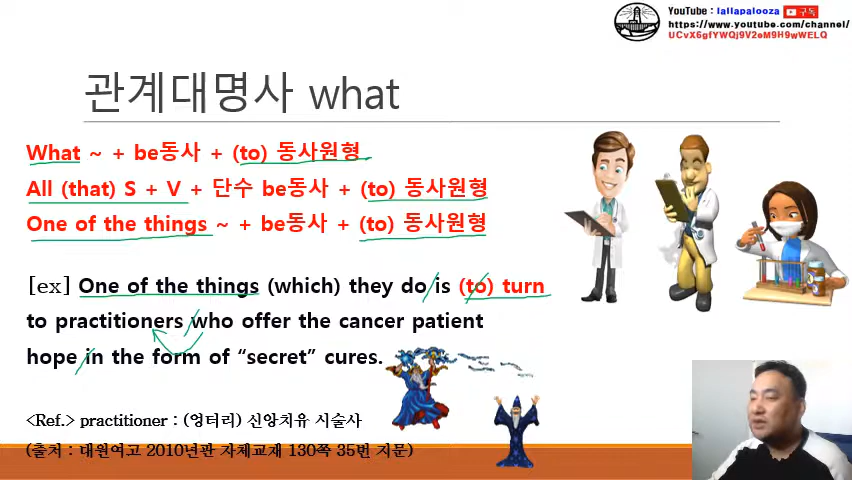 YouTube : lallapalooza 구독
https://www.youtube.com/channel/
UCvX6gfYWQj9V2eM9H9wWELQ
관계대명사 what
What ~ + be동사 + (to) 동사원형
All (that) S + V + 단수 be동사 + (to) 동사원형
One of the things ~ + be동사 + (to) 동사원형
[ex] One of the things (which) they do is (to) turn
to practitioners who offer the cancer patient
hope in the form of “secret” cures.
<Ref.> practitioner : (엉터리) 신앙치유 시술사
(출처 : 대원여고 2010년판 자체교재 130쪽 35번 지문)